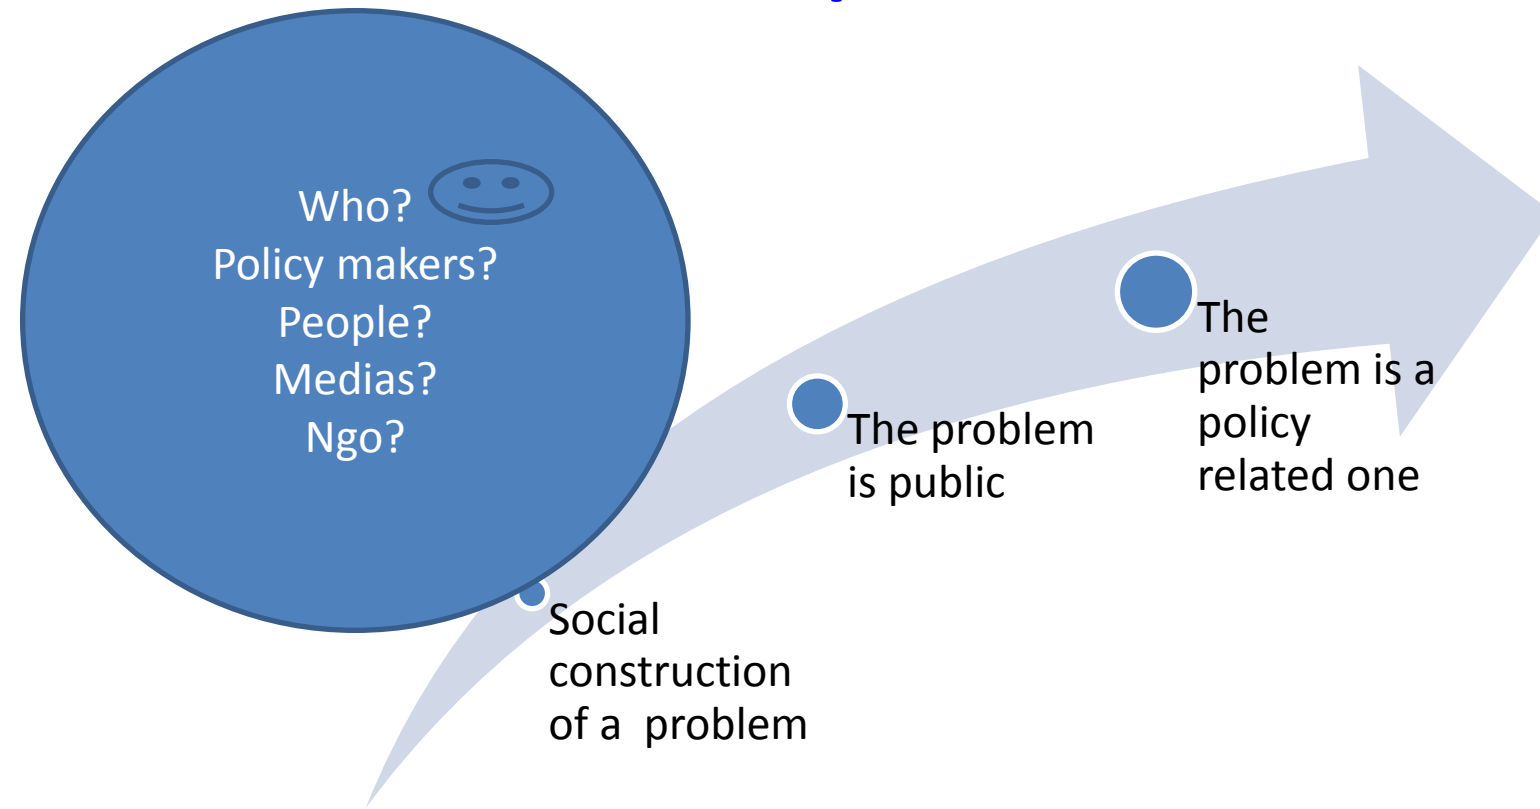 Who?
Policy makers?
People?
Medias?
Ngo?
The
problem is a
policy
related one
The problem
is public
Social
construction
of a  problem